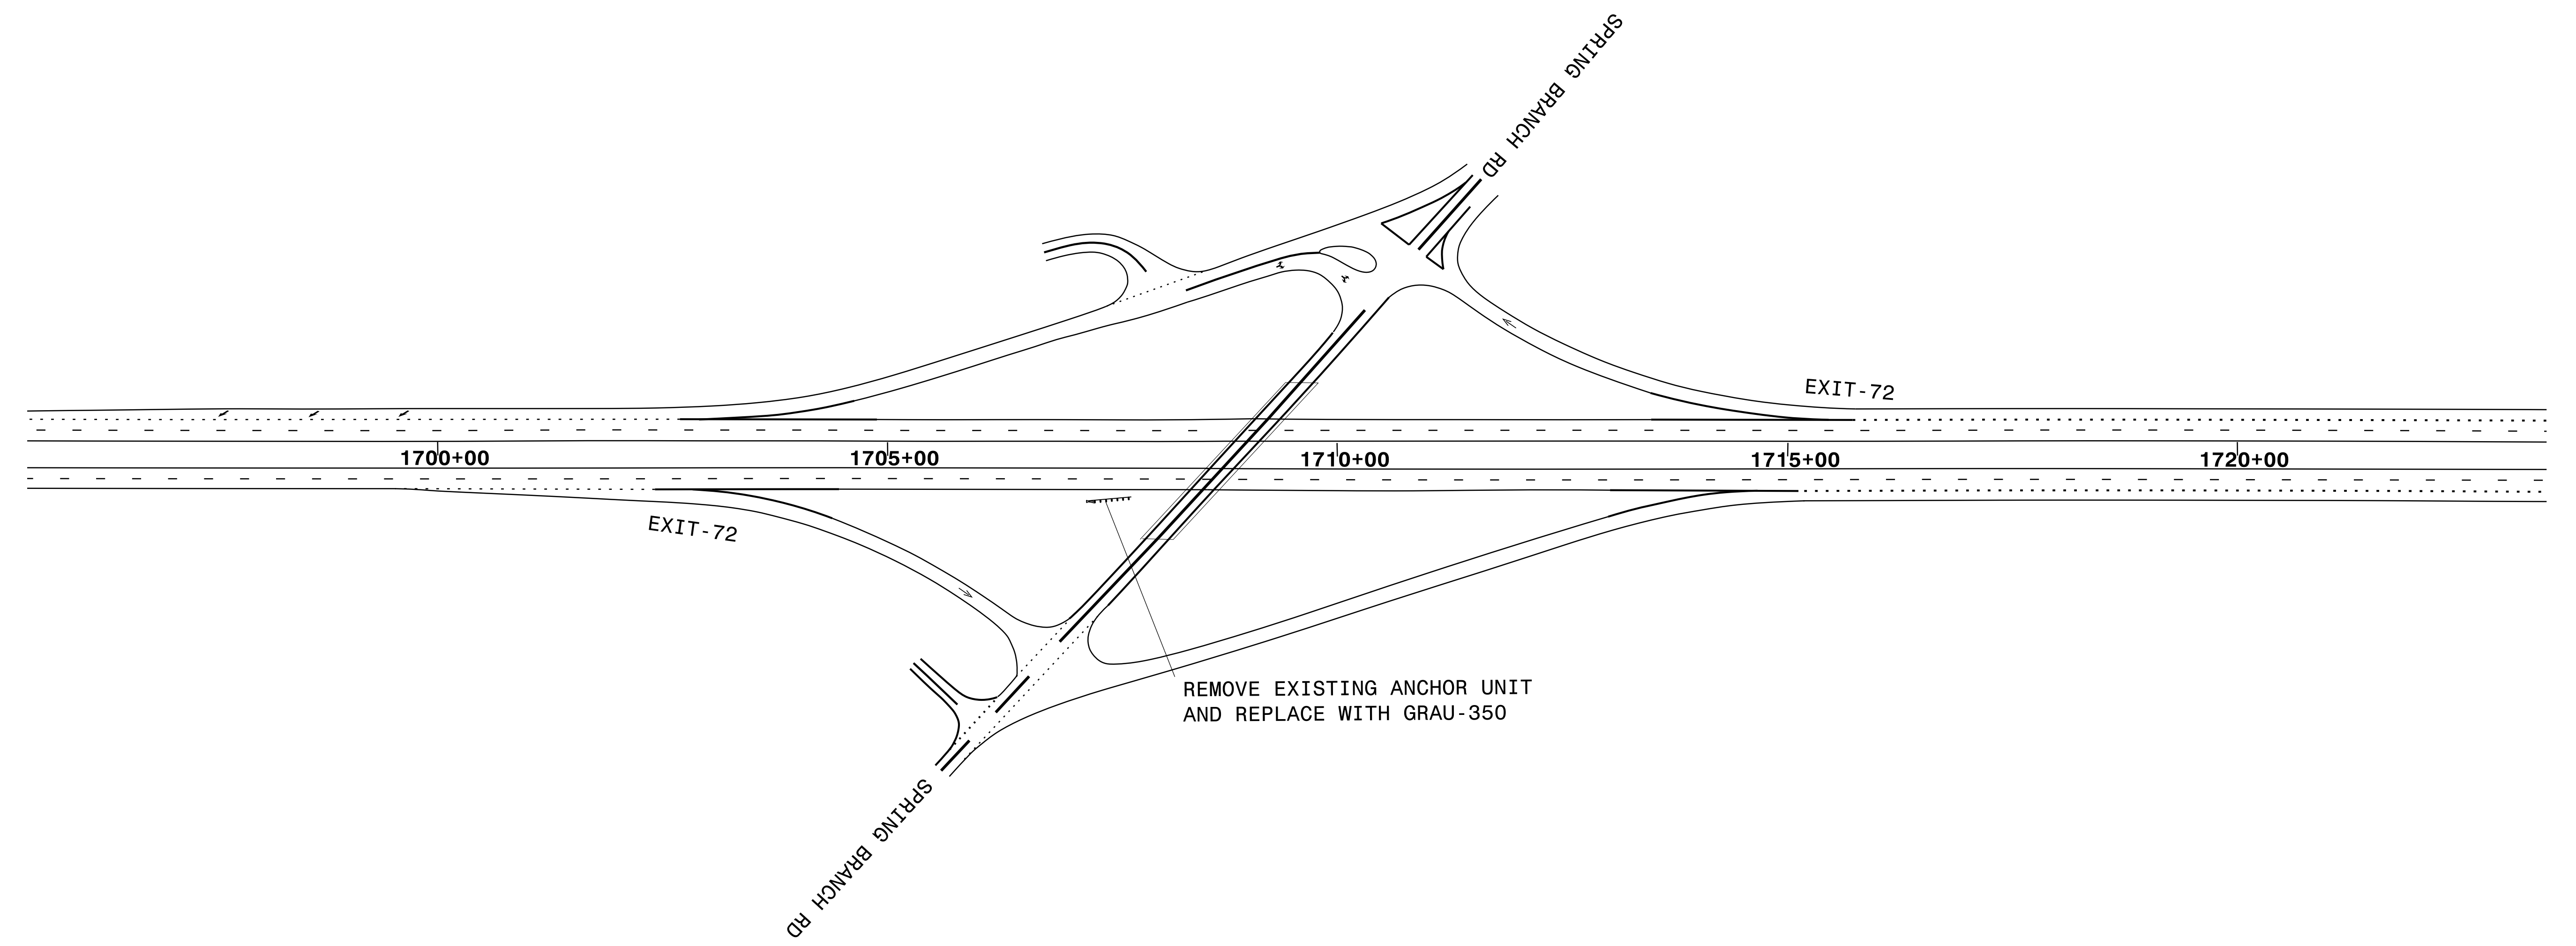 SPRING BRANCH RD
EXIT-72
1700+00
1705+00
1710+00
1715+00
1720+00
EXIT-72
REMOVE EXISTING ANCHOR UNIT
AND REPLACE WITH GRAU-350
SPRING BRANCH RD